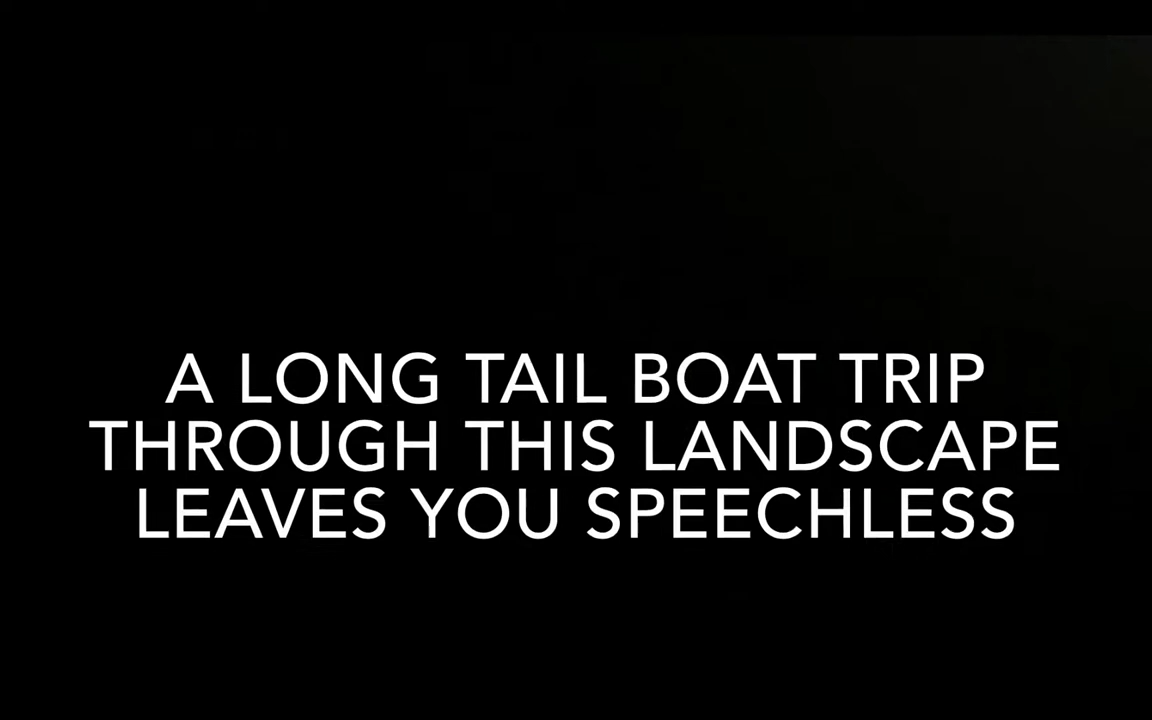 A LONG TAIL BOAT TRIP
THROUGH THIS LANDSCAPE
LEAVES YOU SPEECHLESS